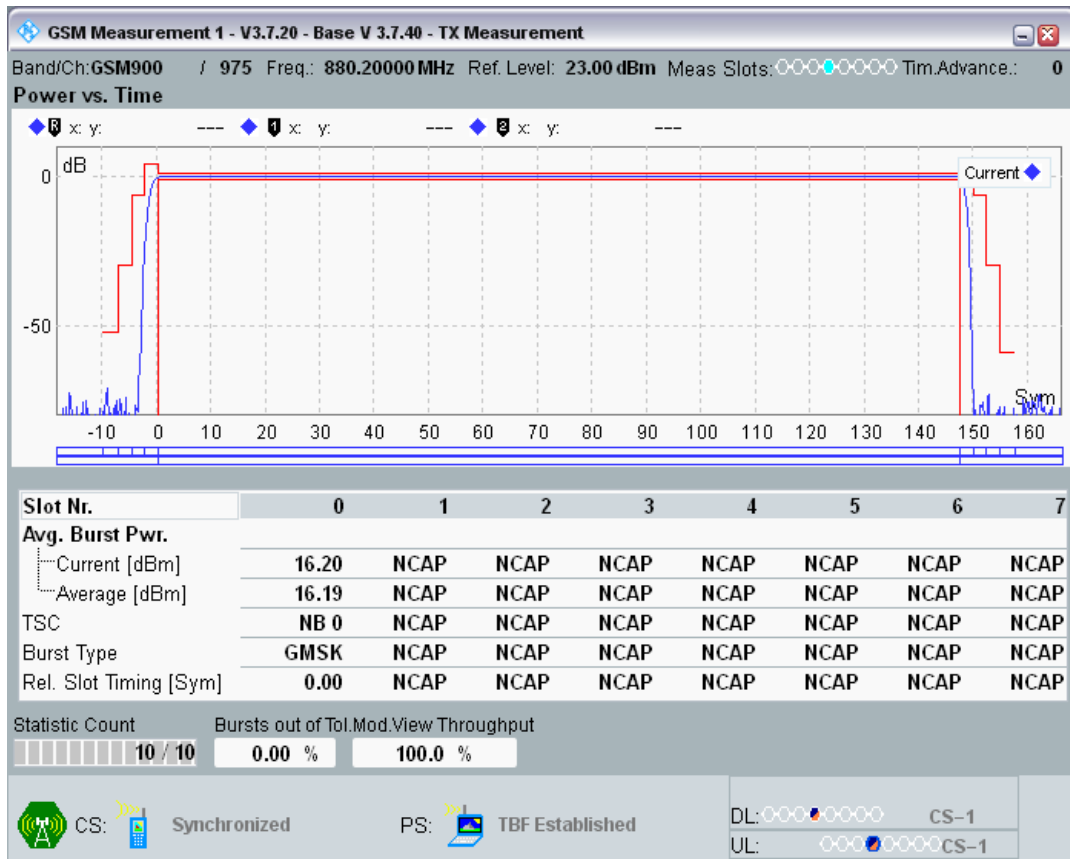 GSM Measurement 1 - V3.7.20 - Base V 3.7.40 - TX Measurement
Band/Ch:GSM900 / 975 Freq.: 880.20000 MHz Ref. Level: 23.00 dBm Meas Slots: Tim.Advance.: 0
Power vs. Time
R x: y: --- 1 x: y: --- 2 x: y: ---
dB
Current
0
-50
Sym
-10 0 10 20 30 40 50 60 70 80 90 100 110 120 130 140 150 160
Slot Nr. 0 1 2 3 4 5 6 7
Avg. Burst Pwr.
Current [dBm] 16.20 NCAP NCAP NCAP NCAP NCAP NCAP NCAP
Average [dBm] 16.19 NCAP NCAP NCAP NCAP NCAP NCAP NCAP
TSC NB 0 NCAP NCAP NCAP NCAP NCAP NCAP NCAP
Burst Type GMSK NCAP NCAP NCAP NCAP NCAP NCAP NCAP
Rel. Slot Timing [Sym] 0.00 NCAP NCAP NCAP NCAP NCAP NCAP NCAP
Statistic Count Bursts out of Tol.Mod.View Throughput
10 / 10 0.00 % 100.0 %
CS: Synchronized PS: TBF Established DL: CS-1
UL: CS-1